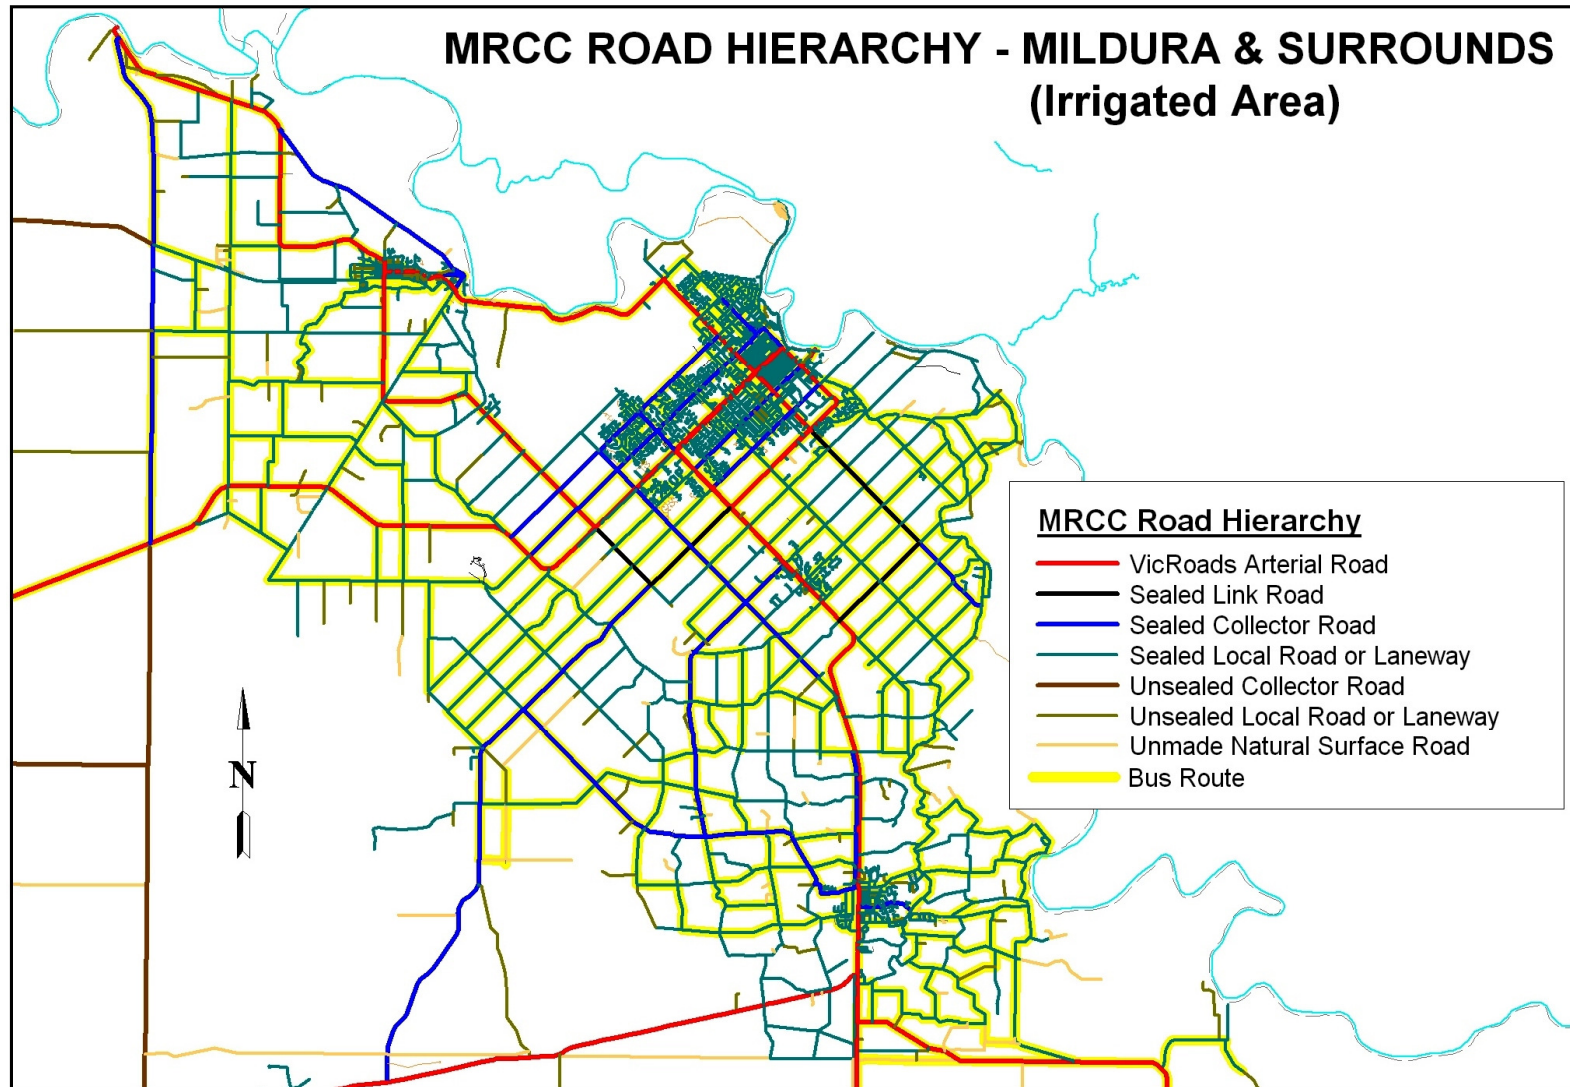 MRCC ROAD HIERARCHY - MILDURA & SURROUNDS
(Irrigated Area)
MRCC Road Hierarchy
VicRoads Arterial Road
Sealed Link Road
Sealed Collector Road
Sealed Local Road or Laneway
Unsealed Collector Road
Unsealed Local Road or Laneway
Unmade Natural Surface Road
Bus Route
N